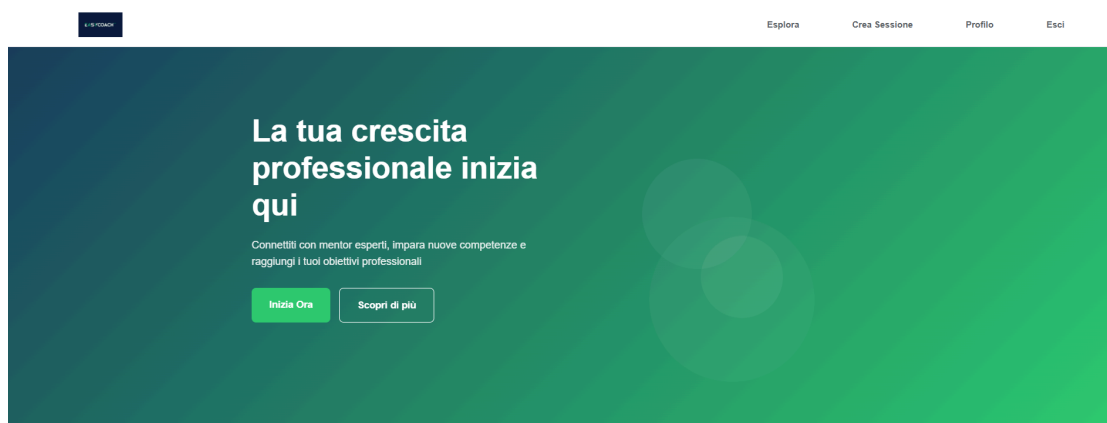 Esplora Crea Sessione Profilo Esci
La tua crescita
professionale inizia
qui
Connettiti con mentor esperti, impara nuove competenze e
raggiungi i tuoi obiettivi professionali
Inizia Ora Scopri di più